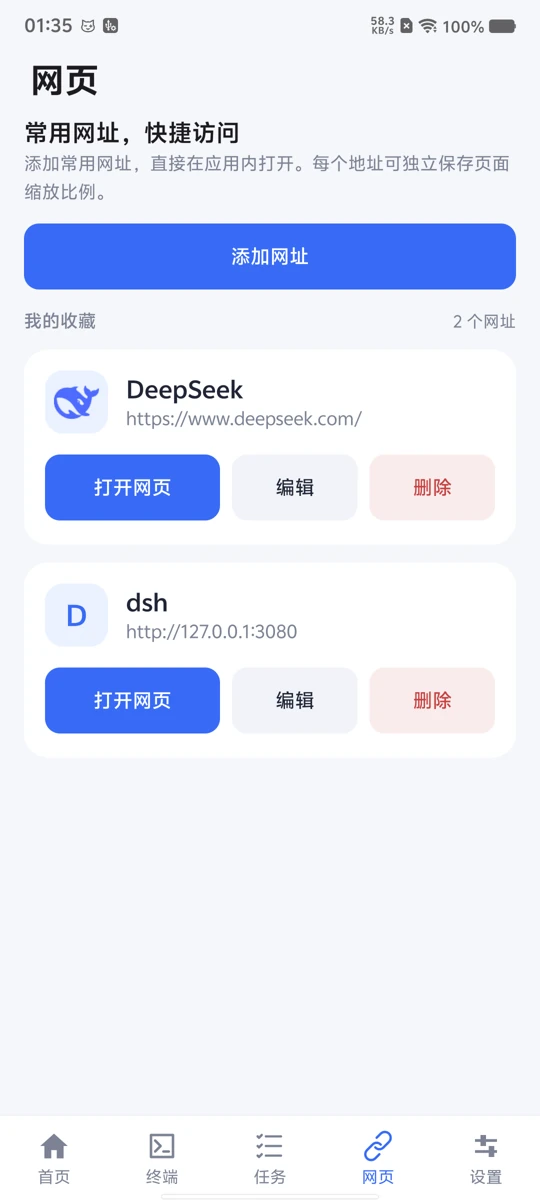 01:35
58.3
KB/s
100%
网页
常用网址，快捷访问
添加常用网址，直接在应用内打开。每个地址可独立保存页面
缩放比例。
添加网址
我的收藏
2 个网址
DeepSeek
https://www.deepseek.com/
打开网页
编辑
删除
D
dsh
http://127.0.0.1:3080
打开网页
编辑
删除
首页
终端
任务
网页
设置